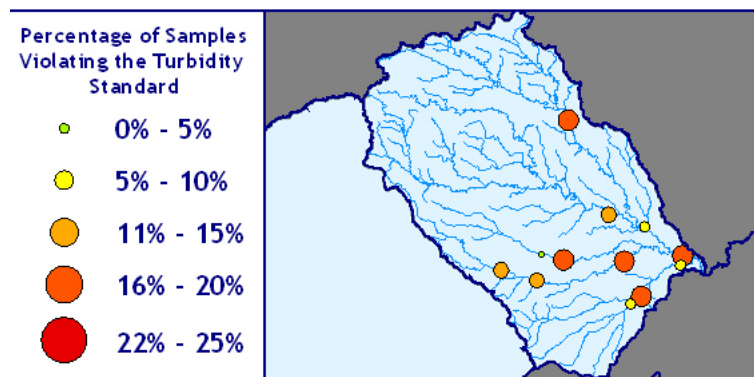 Percentage of Samples
Violating the Turbidity
Standard
0% - 5%
5% - 10%
11% - 15%
16% - 20%
22% - 25%